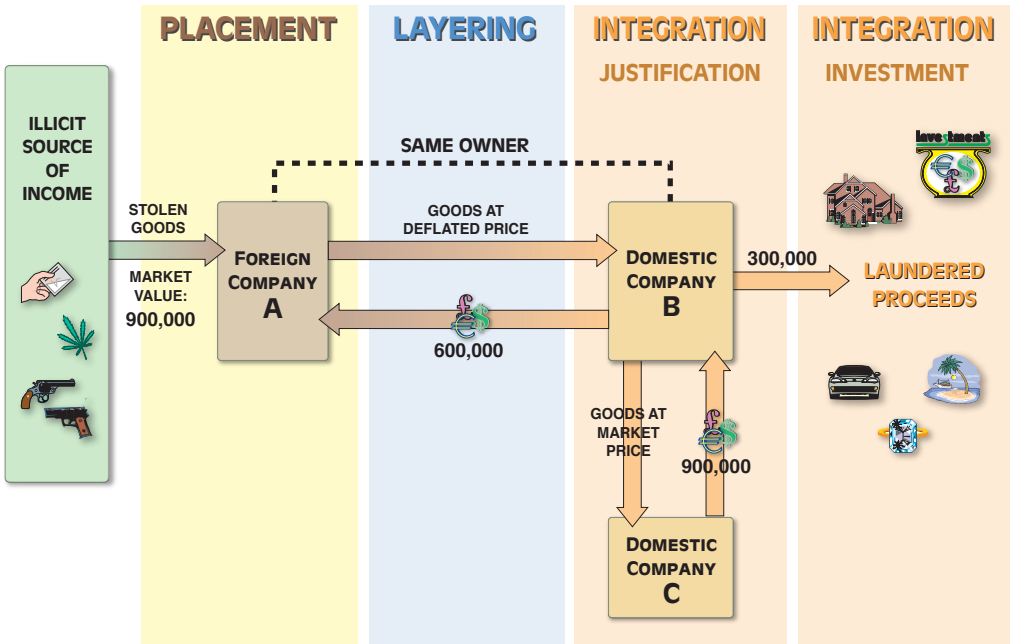 PLACEMENT
LAYERING
INTEGRATION
JUSTIFICATION
INTEGRATION
INVESTMENT
ILLICIT
SOURCE
OF
INCOME
SAME OWNER
Investments
€$£
STOLEN
GOODS
MARKET
VALUE:
900,000
FOREIGN
COMPANY
A
GOODS AT
DEFLATED PRICE
£€$
600,000
DOMESTIC
COMPANY
B
300,000
LAUNDERED
PROCEEDS
GOODS AT
MARKET
PRICE
£€$
900,000
DOMESTIC
COMPANY
C